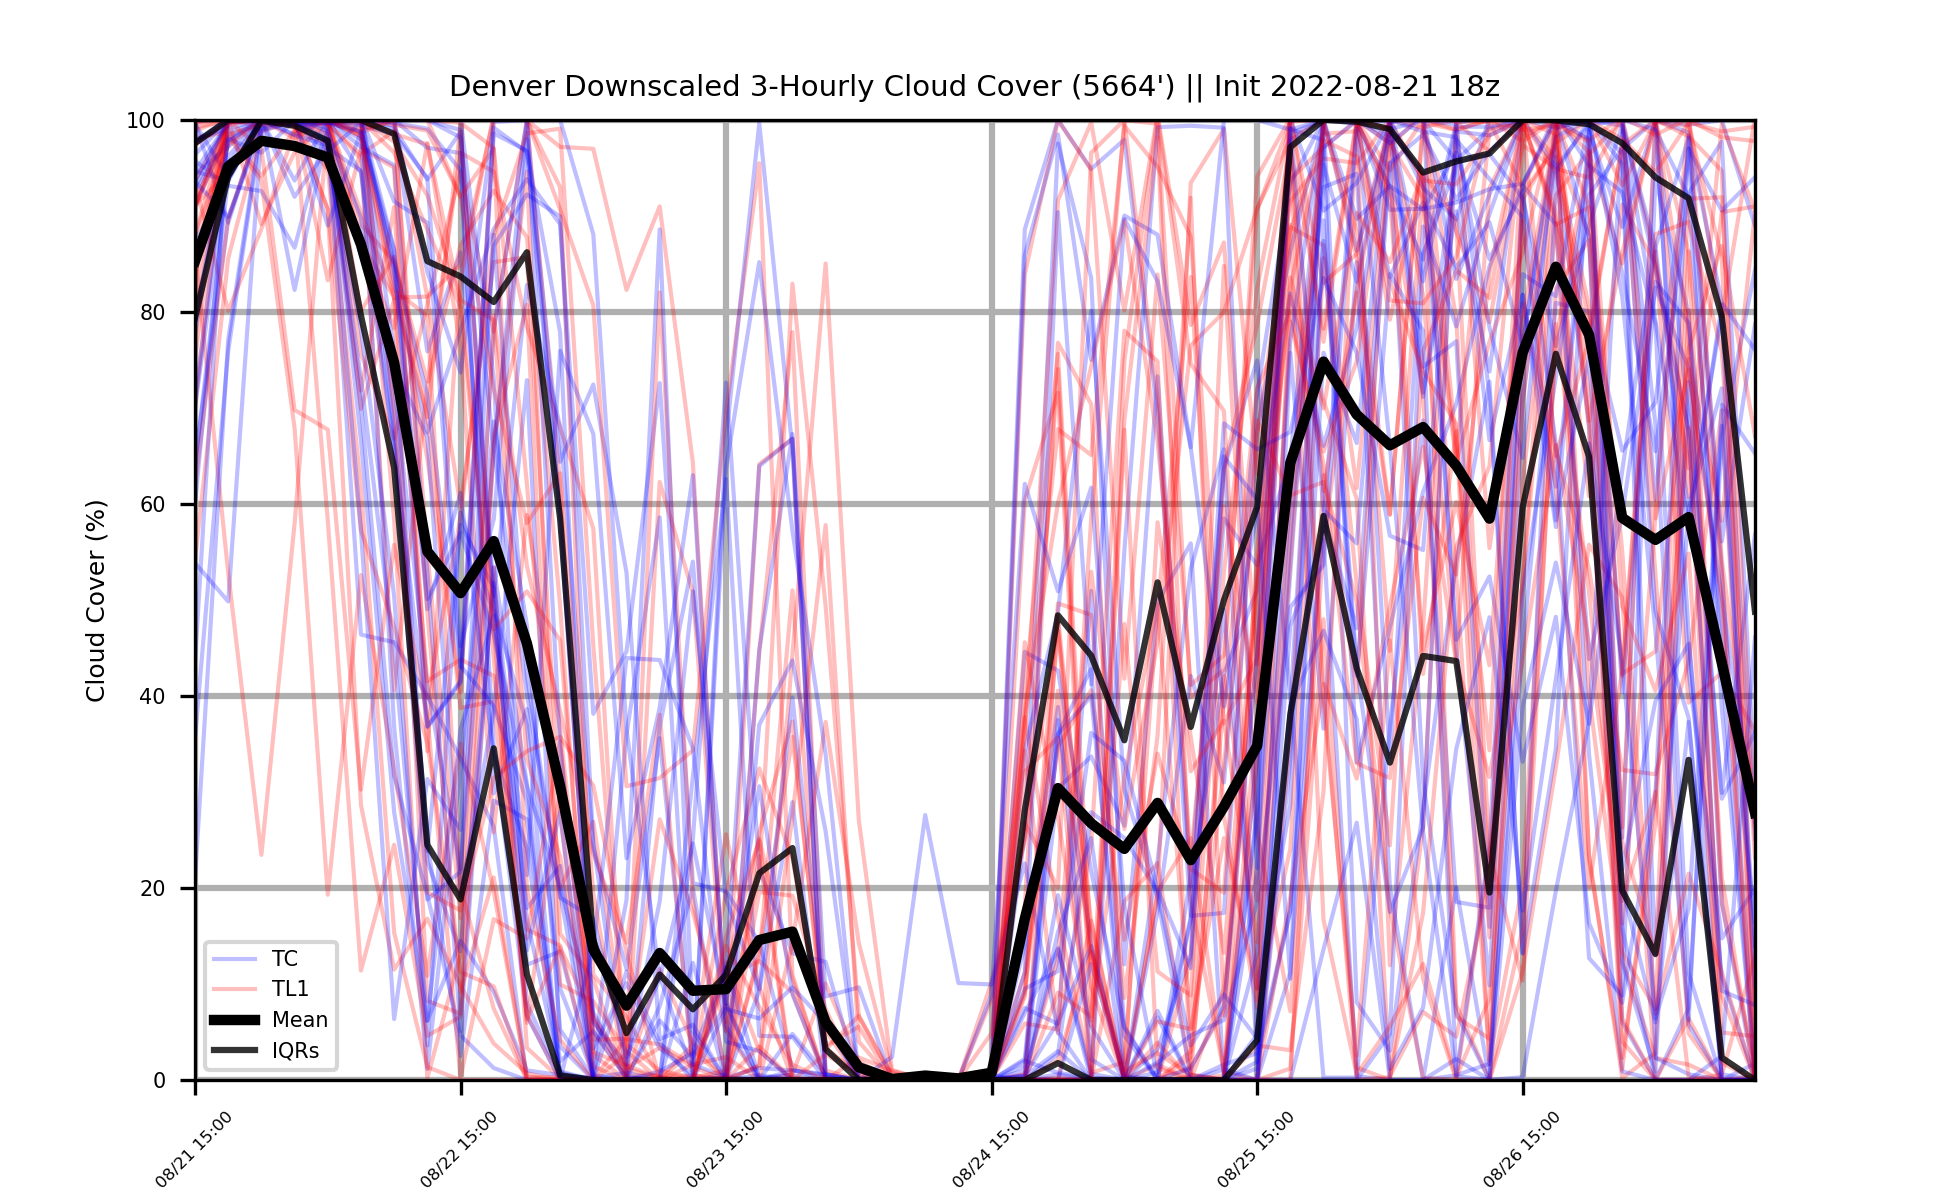 Denver Downscaled 3-Hourly Cloud Cover (5664') || Init 2022-08-21 18z
Cloud Cover (%)
100
80
60
40
20
0
TC
TL1
Mean
IQRs
08/21 15:00
08/22 15:00
08/23 15:00
08/24 15:00
08/25 15:00
08/26 15:00